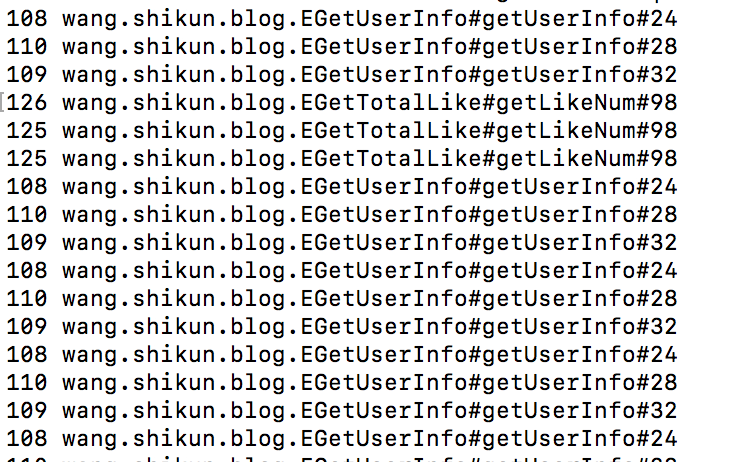 108 wang.shikun.blog.EGetUserInfo#getUserInfo#24
110 wang.shikun.blog.EGetUserInfo#getUserInfo#28
109 wang.shikun.blog.EGetUserInfo#getUserInfo#32
[126 wang.shikun.blog.EGetTotalLike#getLikeNum#98
125 wang.shikun.blog.EGetTotalLike#getLikeNum#98
125 wang.shikun.blog.EGetTotalLike#getLikeNum#98
108 wang.shikun.blog.EGetUserInfo#getUserInfo#24
110 wang.shikun.blog.EGetUserInfo#getUserInfo#28
109 wang.shikun.blog.EGetUserInfo#getUserInfo#32
108 wang.shikun.blog.EGetUserInfo#getUserInfo#24
110 wang.shikun.blog.EGetUserInfo#getUserInfo#28
109 wang.shikun.blog.EGetUserInfo#getUserInfo#32
108 wang.shikun.blog.EGetUserInfo#getUserInfo#24
110 wang.shikun.blog.EGetUserInfo#getUserInfo#28
109 wang.shikun.blog.EGetUserInfo#getUserInfo#32
108 wang.shikun.blog.EGetUserInfo#getUserInfo#24